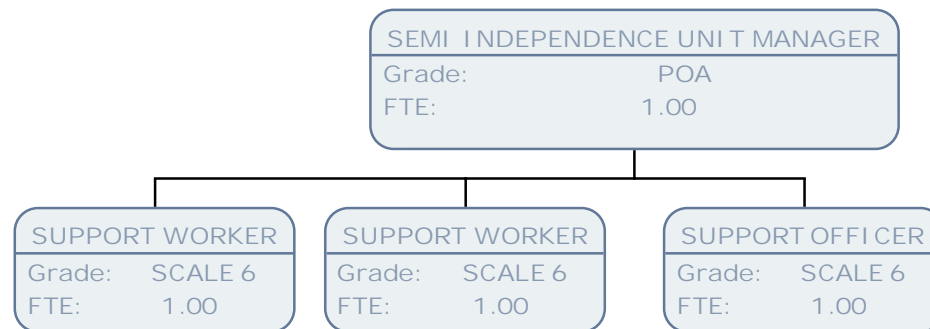 SEMI INDEPENDENCE UNIT MANAGER
Grade: POA
FTE: 1.00
SUPPORT WORKER
Grade: SCALE 6
FTE: 1.00
SUPPORT WORKER
Grade: SCALE 6
FTE: 1.00
SUPPORT OFFICER
Grade: SCALE 6
FTE: 1.00